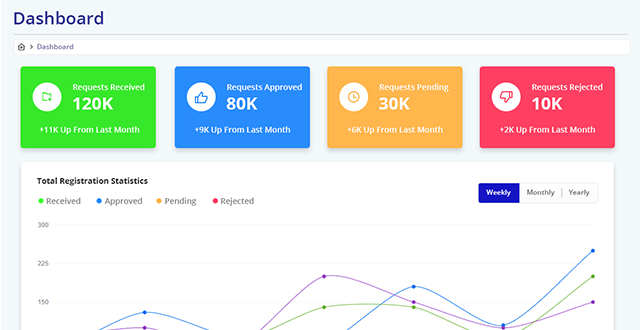 Dashboard
Dashboard
Requests Received
120K
+11K Up From Last Month
Requests Approved
80K
+9K Up From Last Month
Requests Pending
30K
+6K Up From Last Month
Requests Rejected
10K
+2K Up From Last Month
Total Registration Statistics
Received Approved Pending Rejected
Weekly Monthly Yearly
300
225
150